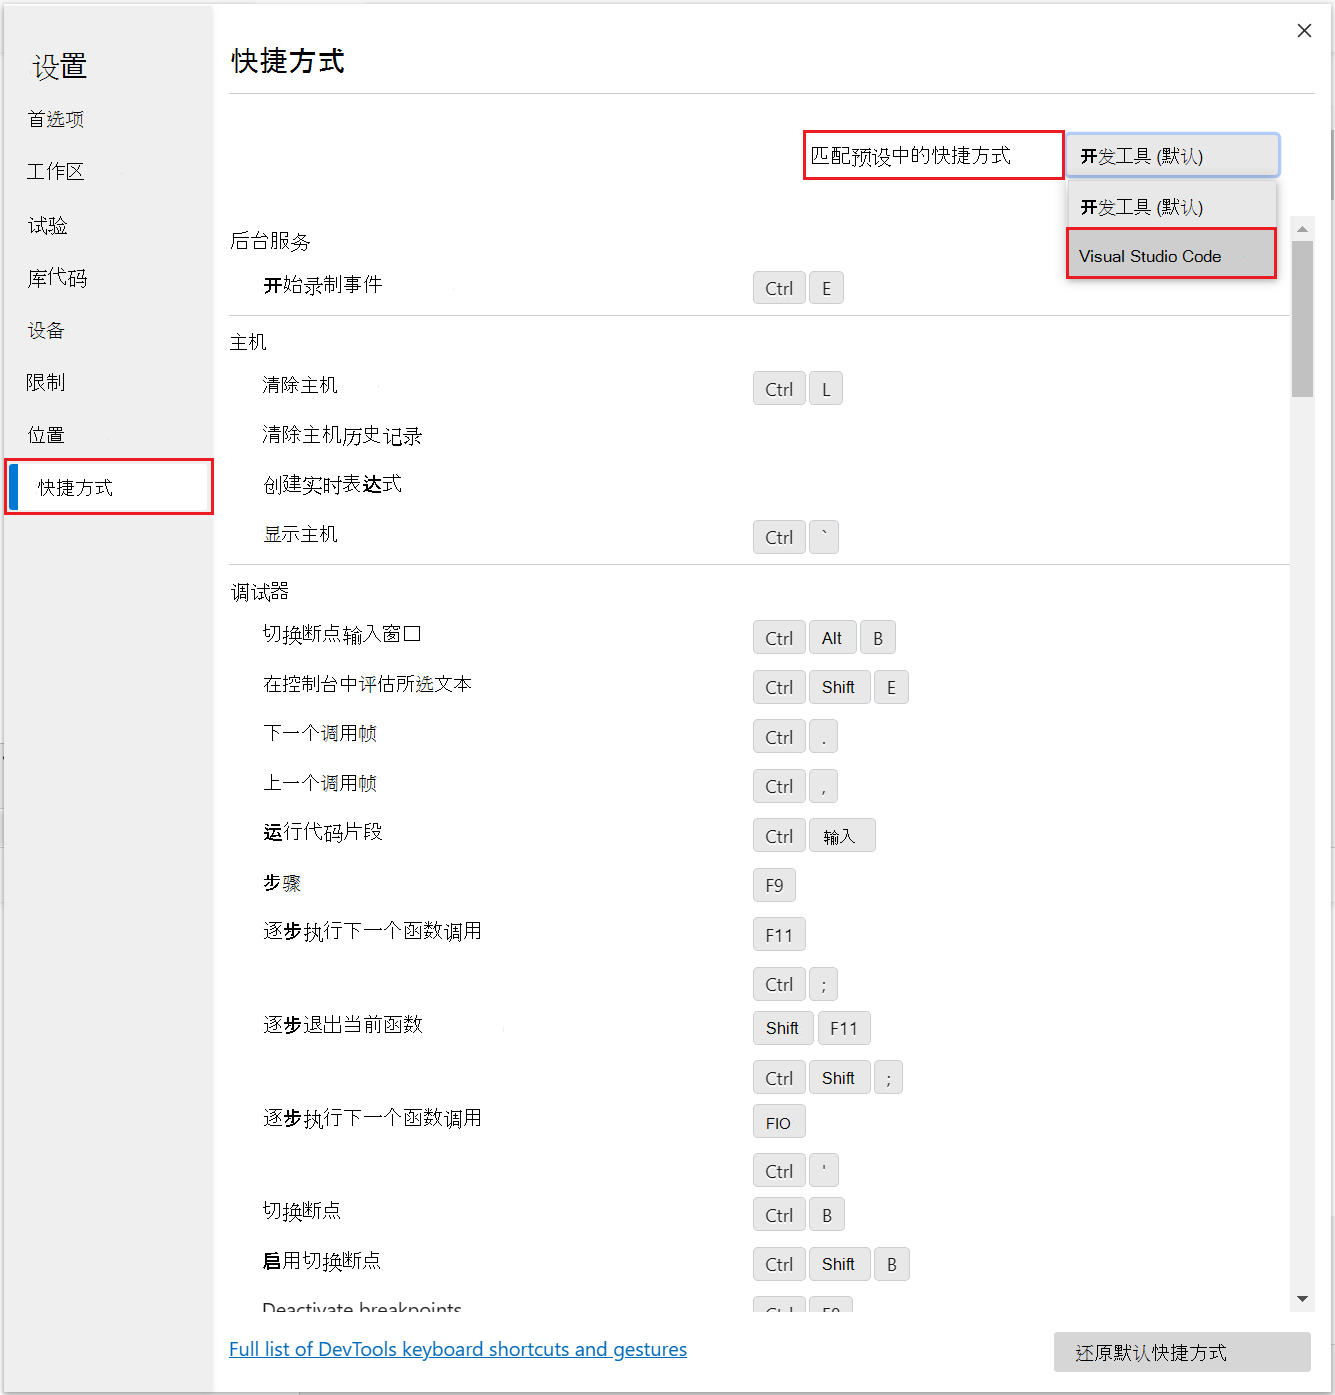 设置
首选项
工作区
试验
库代码
设备
限制
位置
快捷方式
快捷方式
匹配预设中的快捷方式 开发工具 (默认)
开发工具 (默认)
Visual Studio Code
后台服务
开始录制事件 Ctrl E
主机
清除主机 Ctrl L
清除主机历史记录
创建实时表达式
显示主机 Ctrl `
调试器
切换断点输入窗口 Ctrl Alt B
在控制台中评估所选文本 Ctrl Shift E
下一个调用帧 Ctrl .
上一个调用帧 Ctrl ,
运行代码片段 Ctrl 输入
步骤 F9
逐步执行下一个函数调用 F11
Ctrl ;
逐步退出当前函数 Shift F11
Ctrl Shift ;
逐步执行下一个函数调用 FIO
Ctrl '
切换断点 Ctrl B
启用切换断点 Ctrl Shift B
Deactivate breakpoints Ctrl F8
Full list of DevTools keyboard shortcuts and gestures
还原默认快捷方式